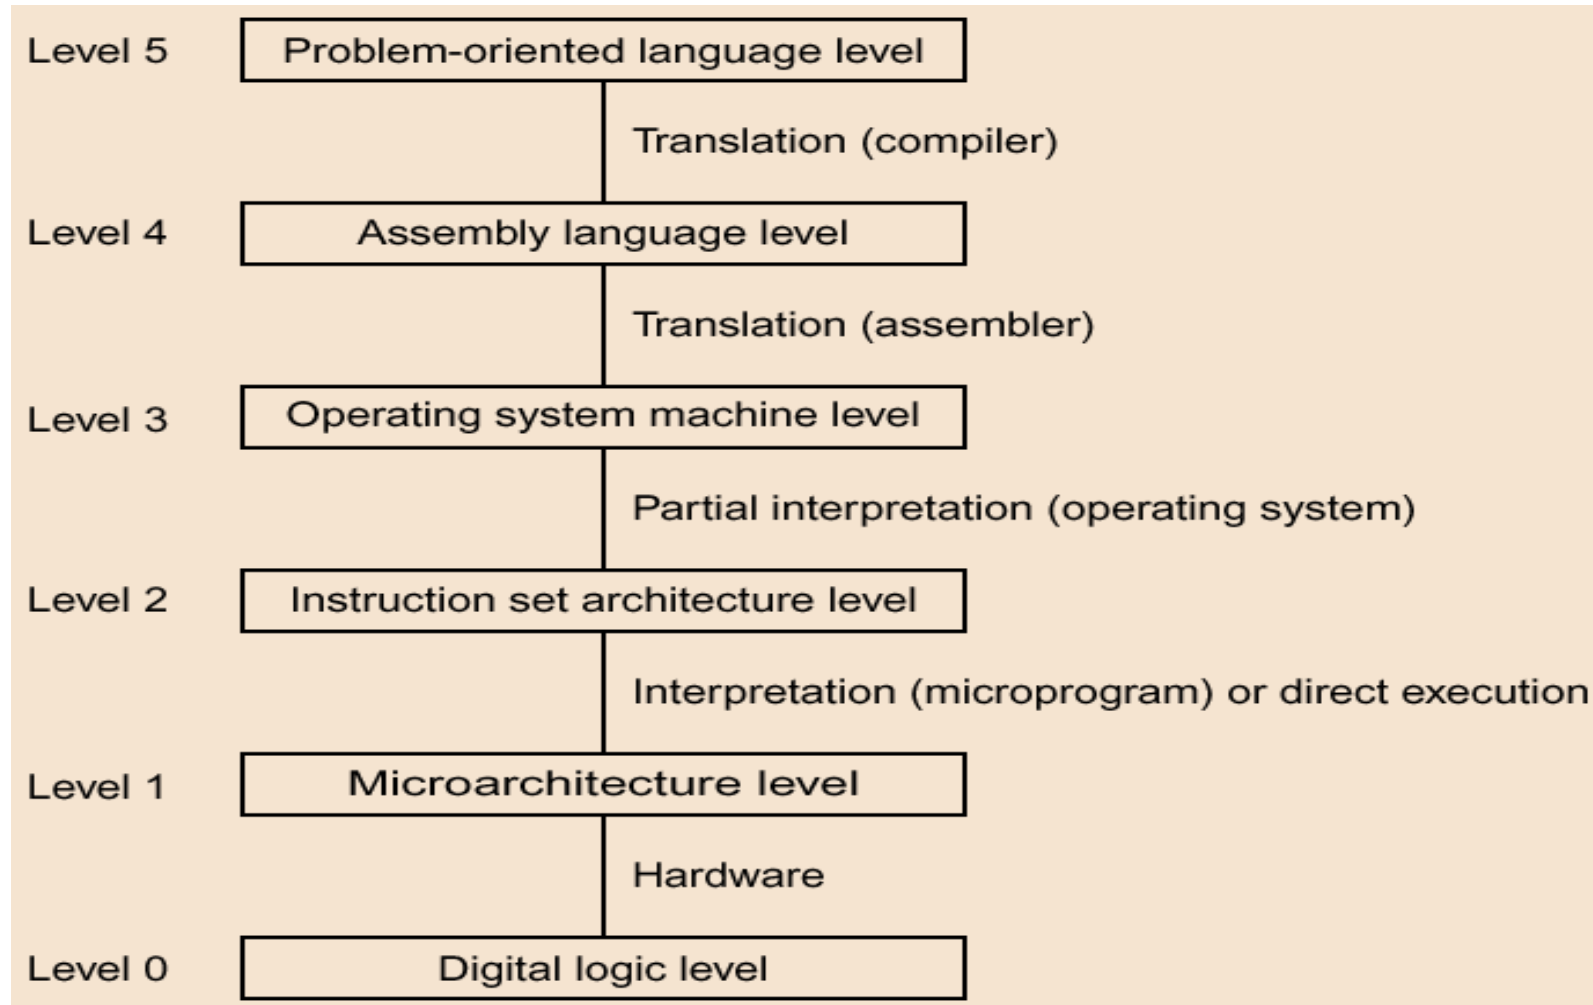 Level 5 Problem-oriented language level
Translation (compiler)
Level 4 Assembly language level
Translation (assembler)
Level 3 Operating system machine level
Partial interpretation (operating system)
Level 2 Instruction set architecture level
Interpretation (microprogram) or direct execution
Level 1 Microarchitecture level
Hardware
Level 0 Digital logic level